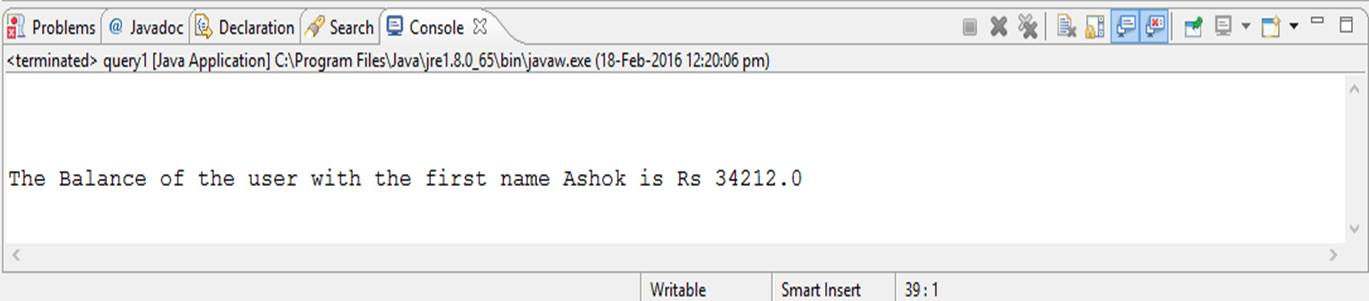 Problems @ Javadoc Declaration Search Console
<terminated> query1 [Java Application] C:\Program Files\Java\jre1.8.0_65\bin\javaw.exe (18-Feb-2016 12:20:06 pm)
The Balance of the user with the first name Ashok is Rs 34212.0
Writable Smart Insert 39 : 1